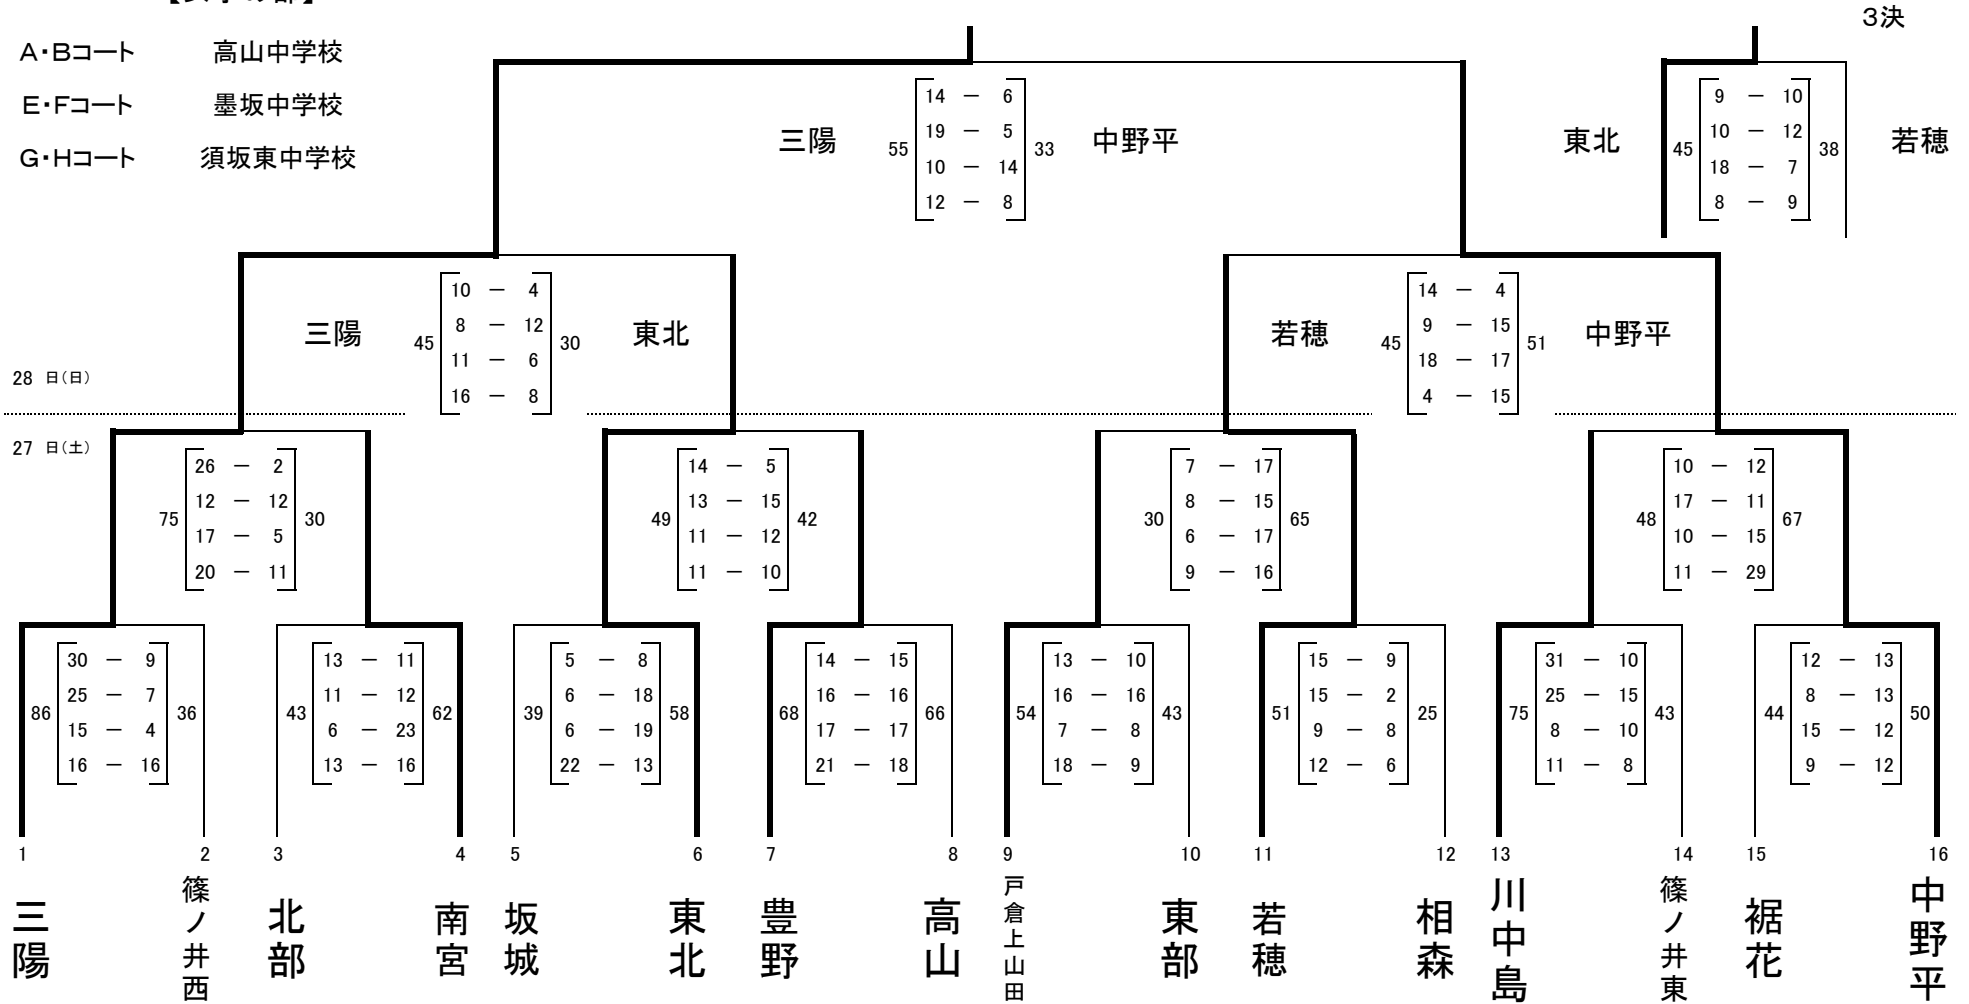 ３決
A・Bコート 高山中学校
E・Fコート 墨坂中学校
G・Hコート 須坂東中学校
三陽 55 33 中野平
14 － 6
19 － 5
10 － 14
12 － 8
東北 45 38 若穂
9 － 10
10 － 12
18 － 7
8 － 9
三陽 45 30 東北
10 － 4
8 － 12
11 － 6
16 － 8
若穂 45 51 中野平
14 － 4
9 － 15
18 － 17
4 － 15
28 日(日)
27 日(土)
75 30
26 － 2
12 － 12
17 － 5
20 － 11
49 42
14 － 5
13 － 15
11 － 12
11 － 10
30 65
7 － 17
8 － 15
6 － 17
9 － 16
48 67
10 － 12
17 － 11
10 － 15
11 － 29
86 36
30 － 9
25 － 7
15 － 4
16 － 16
43 62
13 － 11
11 － 12
6 － 23
13 － 16
39 58
5 － 8
6 － 18
6 － 19
22 － 13
68 66
14 － 15
16 － 16
17 － 17
21 － 18
54 43
13 － 10
16 － 16
7 － 8
18 － 9
51 25
15 － 9
15 － 2
9 － 8
12 － 6
75 43
31 － 10
25 － 15
8 － 10
11 － 8
44 50
12 － 13
8 － 13
15 － 12
9 － 12
1 2 3 4 5 6 7 8 9 10 11 12 13 14 15 16
三陽
篠ノ井西
北部
南宮
坂城
東北
豊野
高山
戸倉上山田
東部
若穂
相森
川中島
篠ノ井東
裾花
中野平